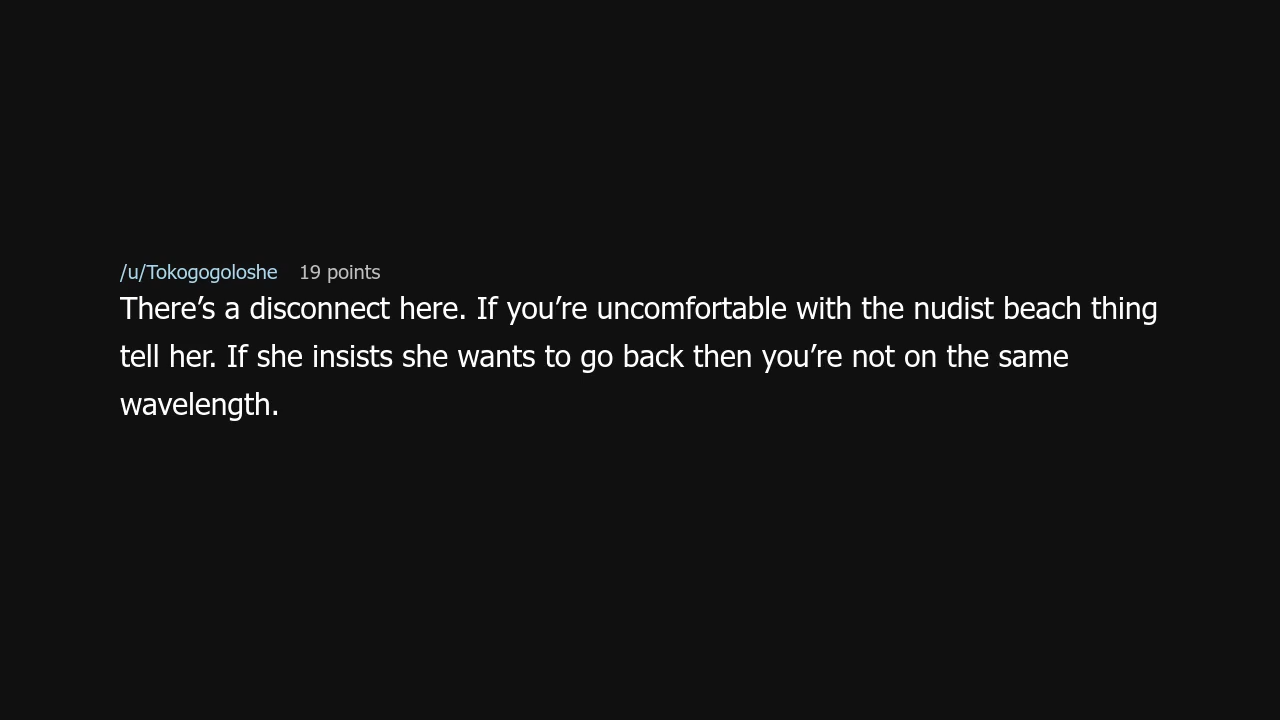 /u/Tokogogoloshe 19 points
There’s a disconnect here. If you’re uncomfortable with the nudist beach thing
tell her. If she insists she wants to go back then you’re not on the same
wavelength.